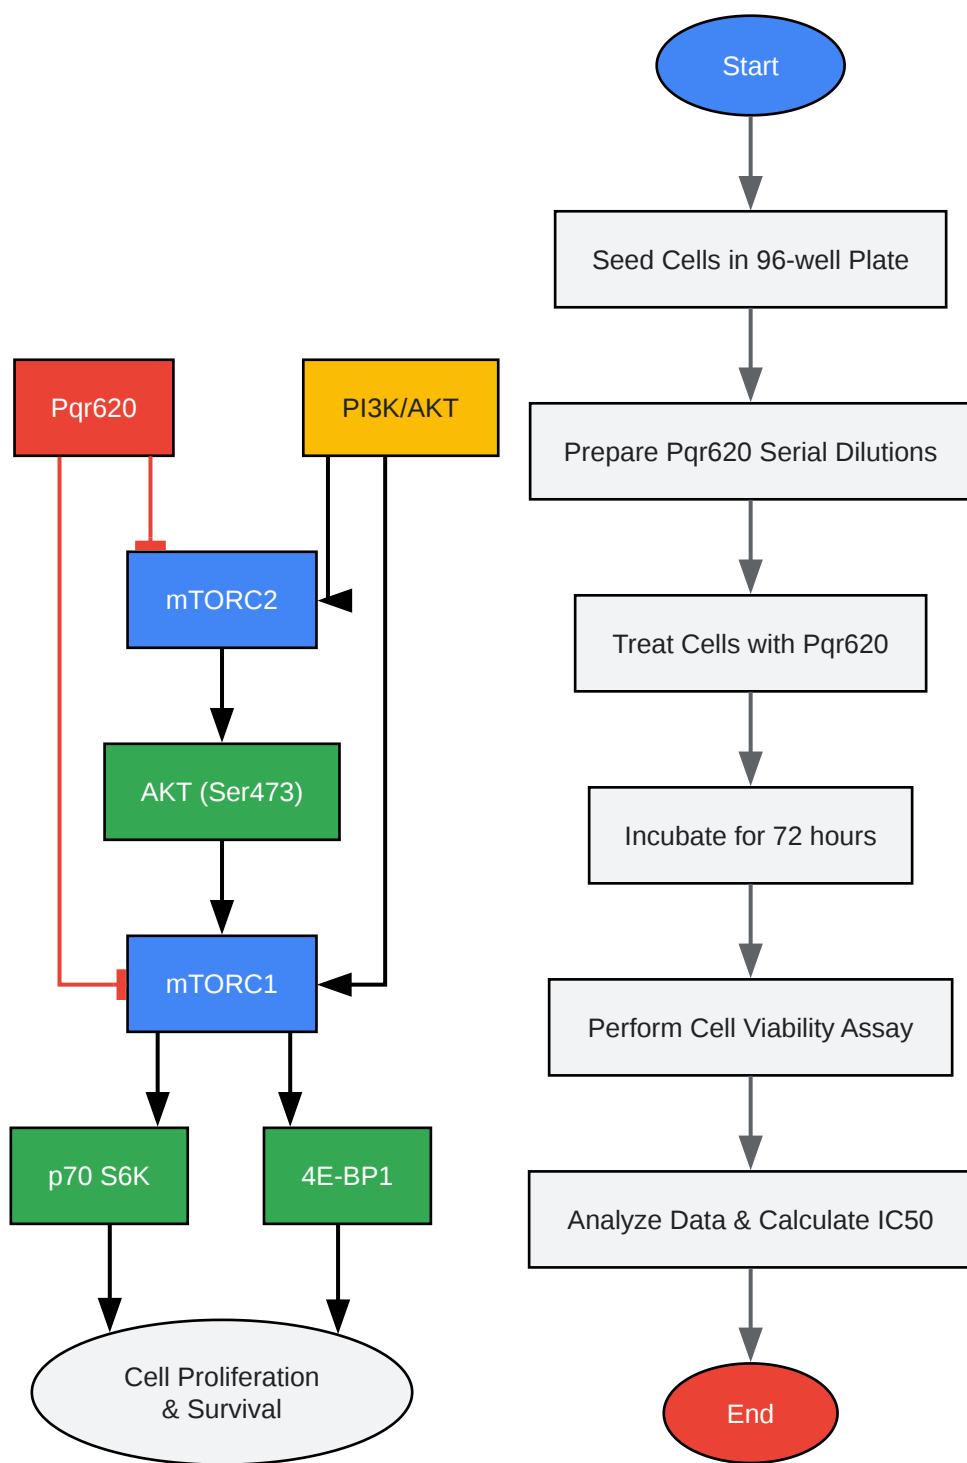 Pqr620
PI3K/AKT
mTORC2
AKT (Ser473)
mTORC1
p70 S6K
4E-BP1
Cell Proliferation
& Survival
Start
Seed Cells in 96-well Plate
Prepare Pqr620 Serial Dilutions
Treat Cells with Pqr620
Incubate for 72 hours
Perform Cell Viability Assay
Analyze Data & Calculate IC50
End